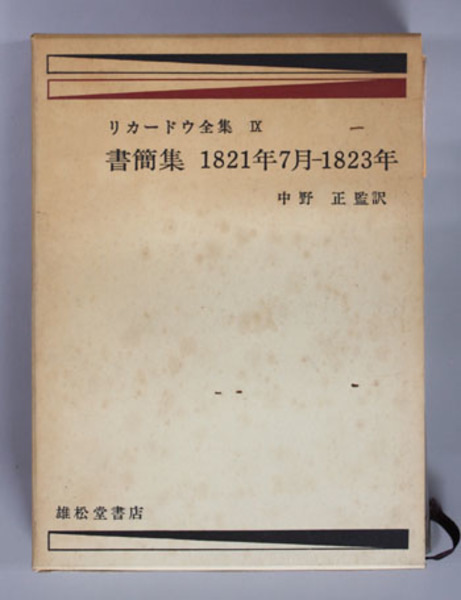 リカードウ全集 Ⅸ
書簡集 1821年7月-1823年
中野 正監訳
雄松堂書店